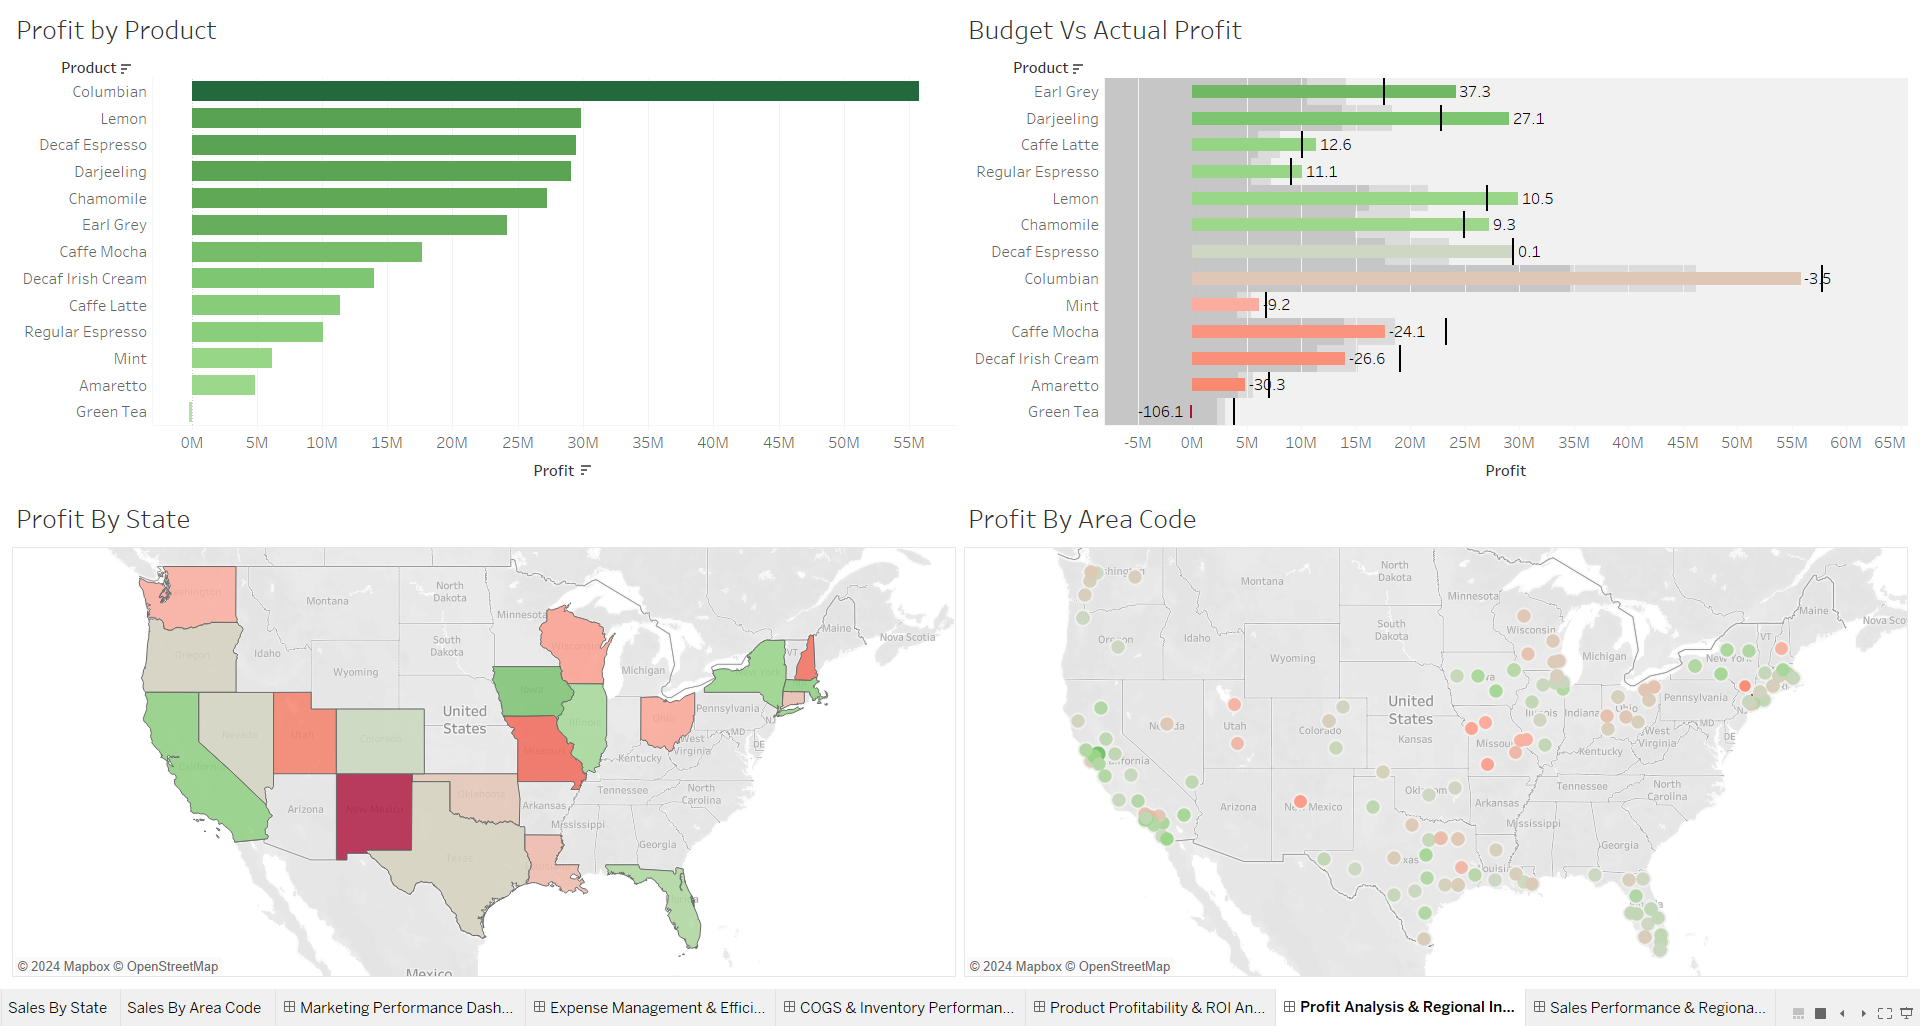 Profit by Product
Product
Columbian
Lemon
Decaf Espresso
Darjeeling
Chamomile
Earl Grey
Caffe Mocha
Decaf Irish Cream
Caffe Latte
Regular Espresso
Mint
Amaretto
Green Tea
0M 5M 10M 15M 20M 25M 30M 35M 40M 45M 50M 55M
Profit
Budget Vs Actual Profit
Product
Earl Grey 37.3
Darjeeling 27.1
Caffe Latte 12.6
Regular Espresso 11.1
Lemon 10.5
Chamomile 9.3
Decaf Espresso 0.1
Columbian -3.5
Mint -9.2
Caffe Mocha -24.1
Decaf Irish Cream -26.6
Amaretto -30.3
Green Tea -106.1
-5M 0M 5M 10M 15M 20M 25M 30M 35M 40M 45M 50M 55M 60M 65M
Profit
Profit By State
North Dakota
Montana
Minnesota
Maine
Nova Scotia
Oregon
Idaho
South Dakota
Wisconsin
VT
Wyoming
Michigan
New York
Iowa
United States
Pennsylvania
NJ
Nevada
Utah
Colorado
Illinois
Ohio
MD
DE
West Virginia
California
Missouri
Kentucky
Arizona
New Mexico
Oklahoma
Arkansas
Tennessee
North Carolina
Mississippi
Georgia
Texas
Florida
Mexico
© 2024 Mapbox © OpenStreetMap
Profit By Area Code
North Dakota
Montana
Minnesota
Maine
Nova Sco
Oregon
Idaho
South Dakota
Wisconsin
VT
Wyoming
Michigan
New York
United States
Pennsylvania
Nevada
Utah
Colorado
Kansas
Illinois
Indiana
Ohio
MD
DE
West Virginia
Missou
Kentucky
lifornia
Arizona
New Mexico
Arkansas
Tennessee
North Carolina
Mississippi
Georgia
exas
ouisi
© 2024 Mapbox © OpenStreetMap
Sales By State Sales By Area Code Marketing Performance Dash... Expense Management & Effici... COGS & Inventory Performan... Product Profitability & ROI An... Profit Analysis & Regional In... Sales Performance & Regiona...